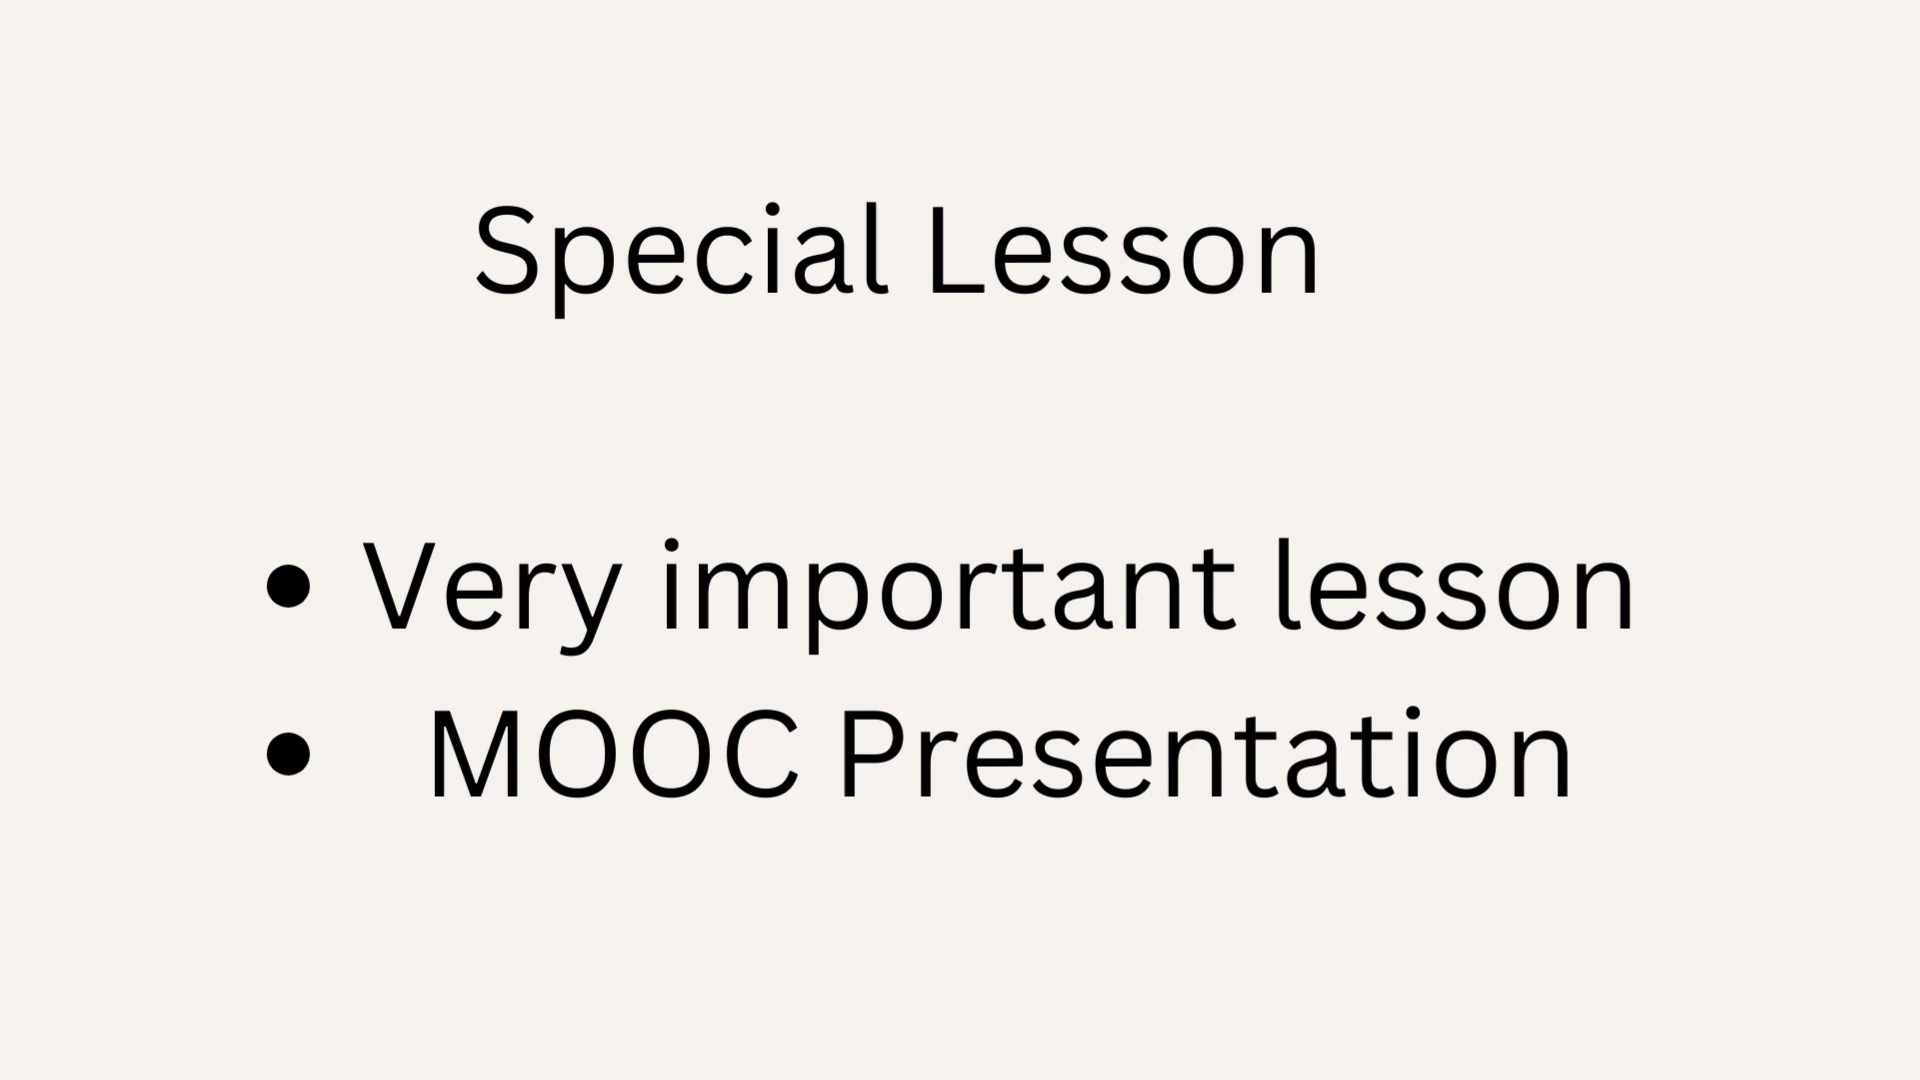 Special Lesson
• Very important lesson
• MOOC Presentation